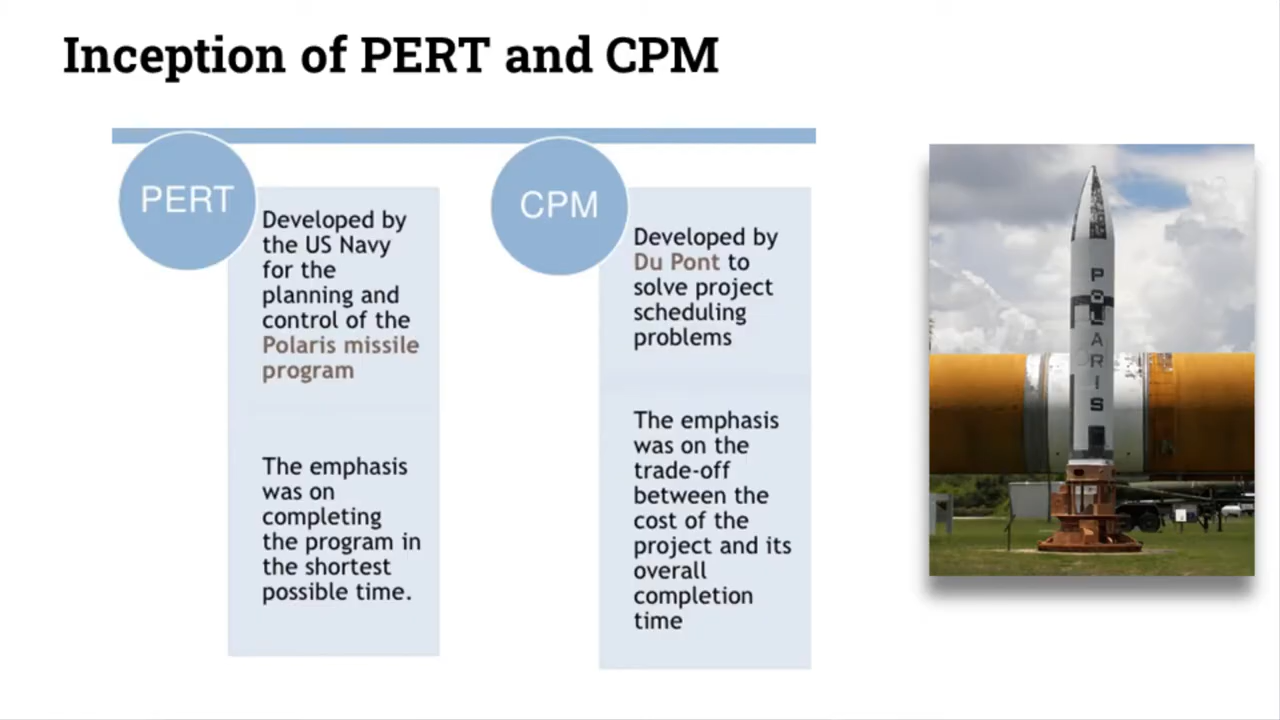 Inception of PERT and CPM
PERT
Developed by
the US Navy
for the
planning and
control of the
Polaris missile
program
The emphasis
was on
completing
the program in
the shortest
possible time.
CPM
Developed by
Du Pont to
solve project
scheduling
problems
The emphasis
was on the
trade-off
between the
cost of the
project and its
overall
completion
time
POLARIS